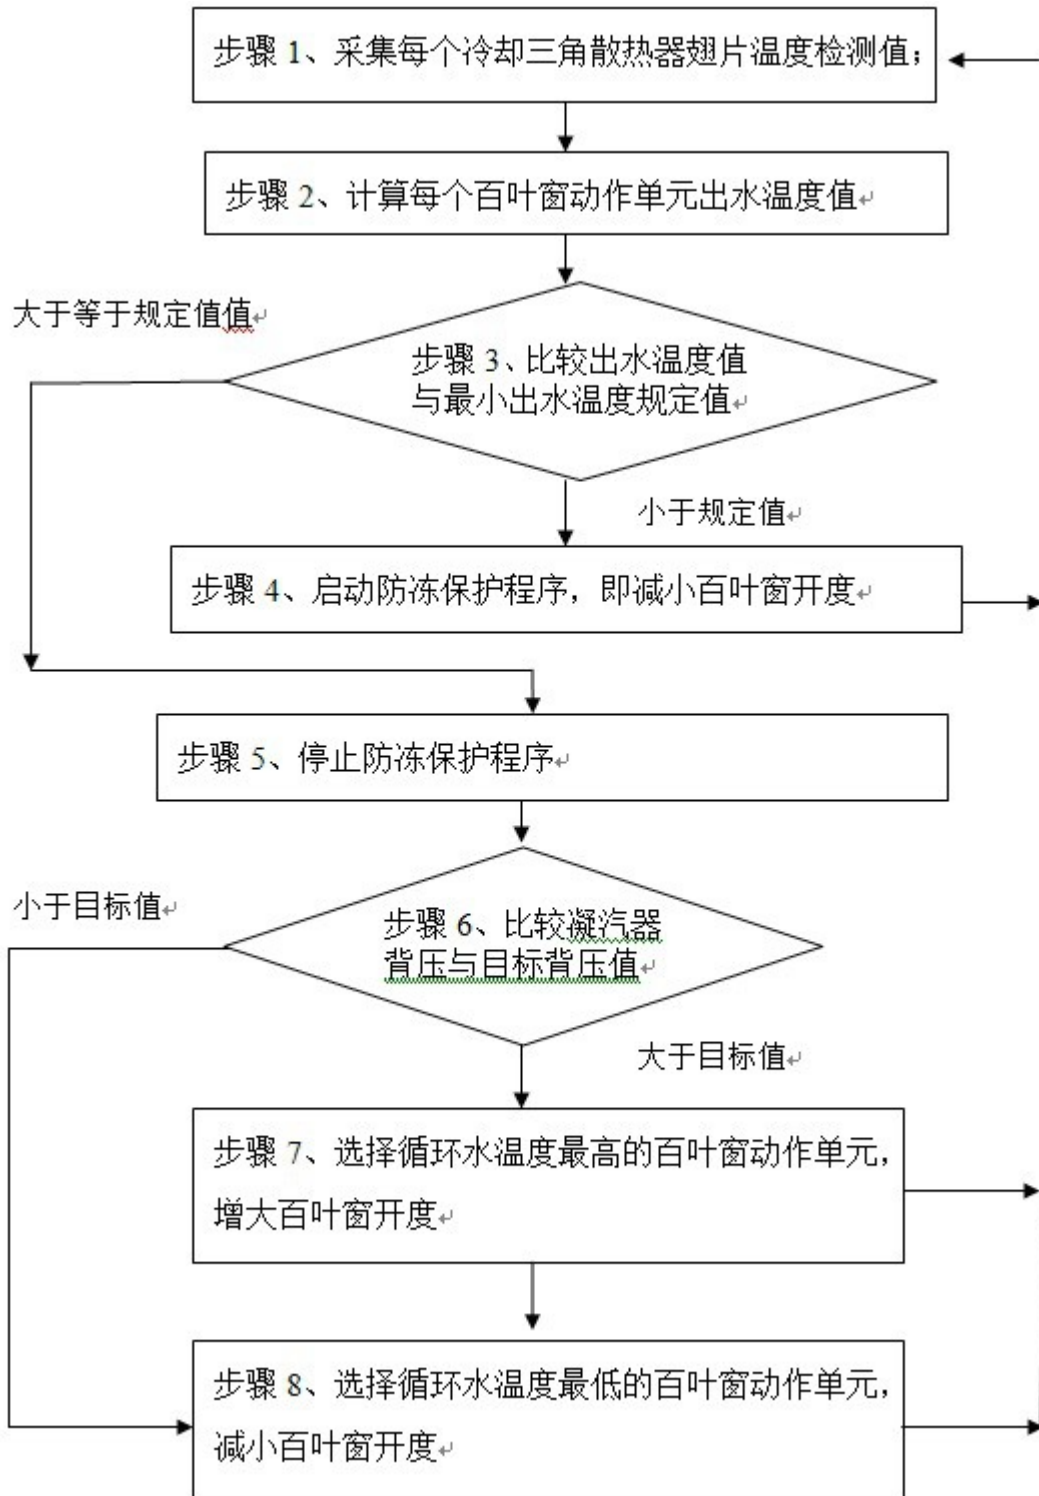 步骤 1、采集每个冷却三角散热器翅片温度检测值；
步骤 2、计算每个百叶窗动作单元出水温度值
大于等于规定值值
步骤 3、比较出水温度值
与最小出水温度规定值
小于规定值
步骤 4、启动防冻保护程序，即减小百叶窗开度
步骤 5、停止防冻保护程序
小于目标值
步骤 6、比较凝汽器
背压与目标背压值
大于目标值
步骤 7、选择循环水温度最高的百叶窗动作单元，
增大百叶窗开度
步骤 8、选择循环水温度最低的百叶窗动作单元，
减小百叶窗开度